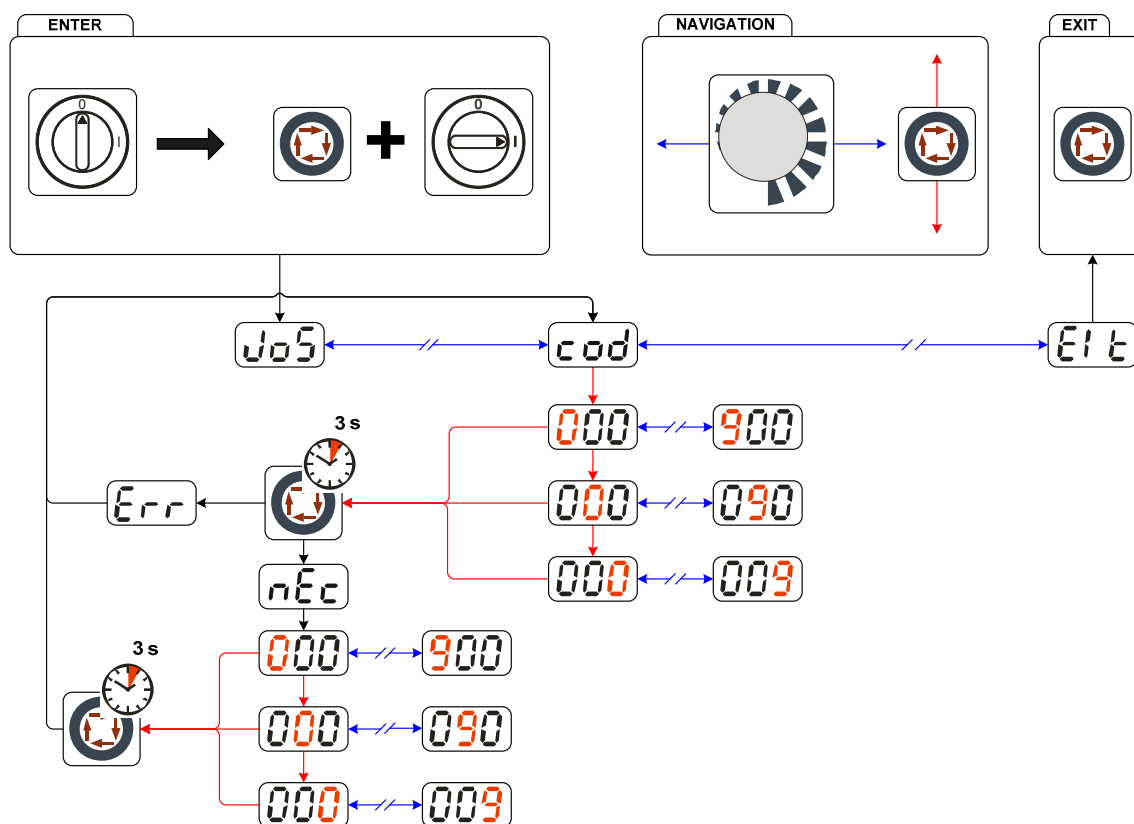 ENTER
NAVIGATION
EXIT
0
I
0
I
JoS
cod
EIt
000
900
3 s
Err
000
090
000
009
nEc
000
900
3 s
000
090
000
009